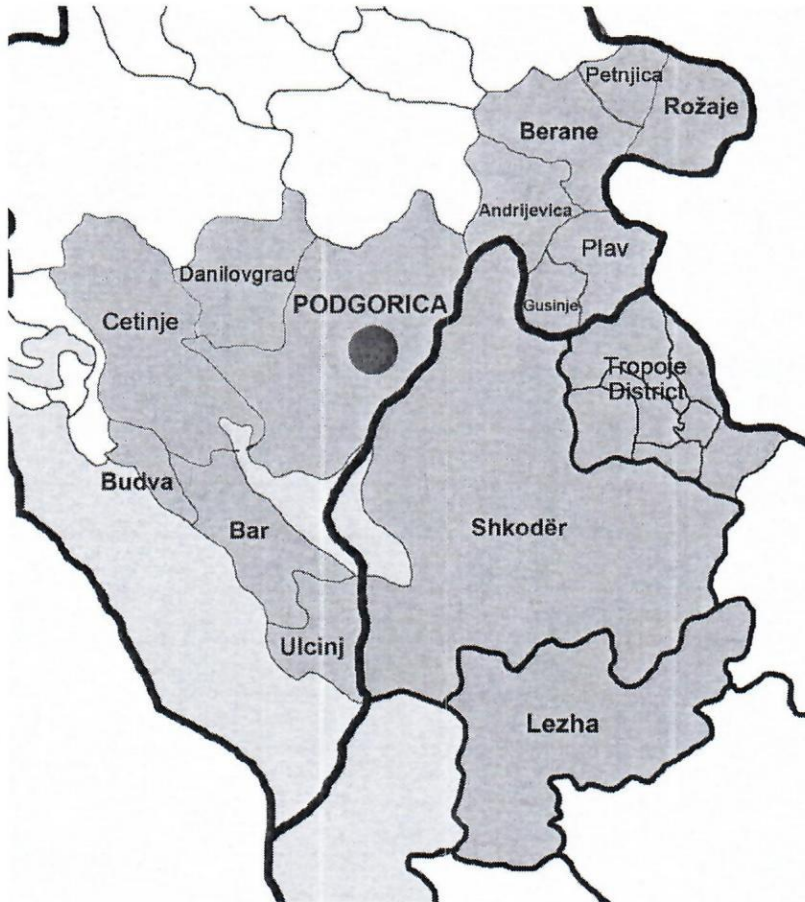 Petnjica
Rožaje
Berane
Andrijevica
Plav
Danilovgrad
PODGORICA
Gusinje
Cetinje
Tropoje
District
Budva
Bar
Shkodër
Ulcinj
Lezha